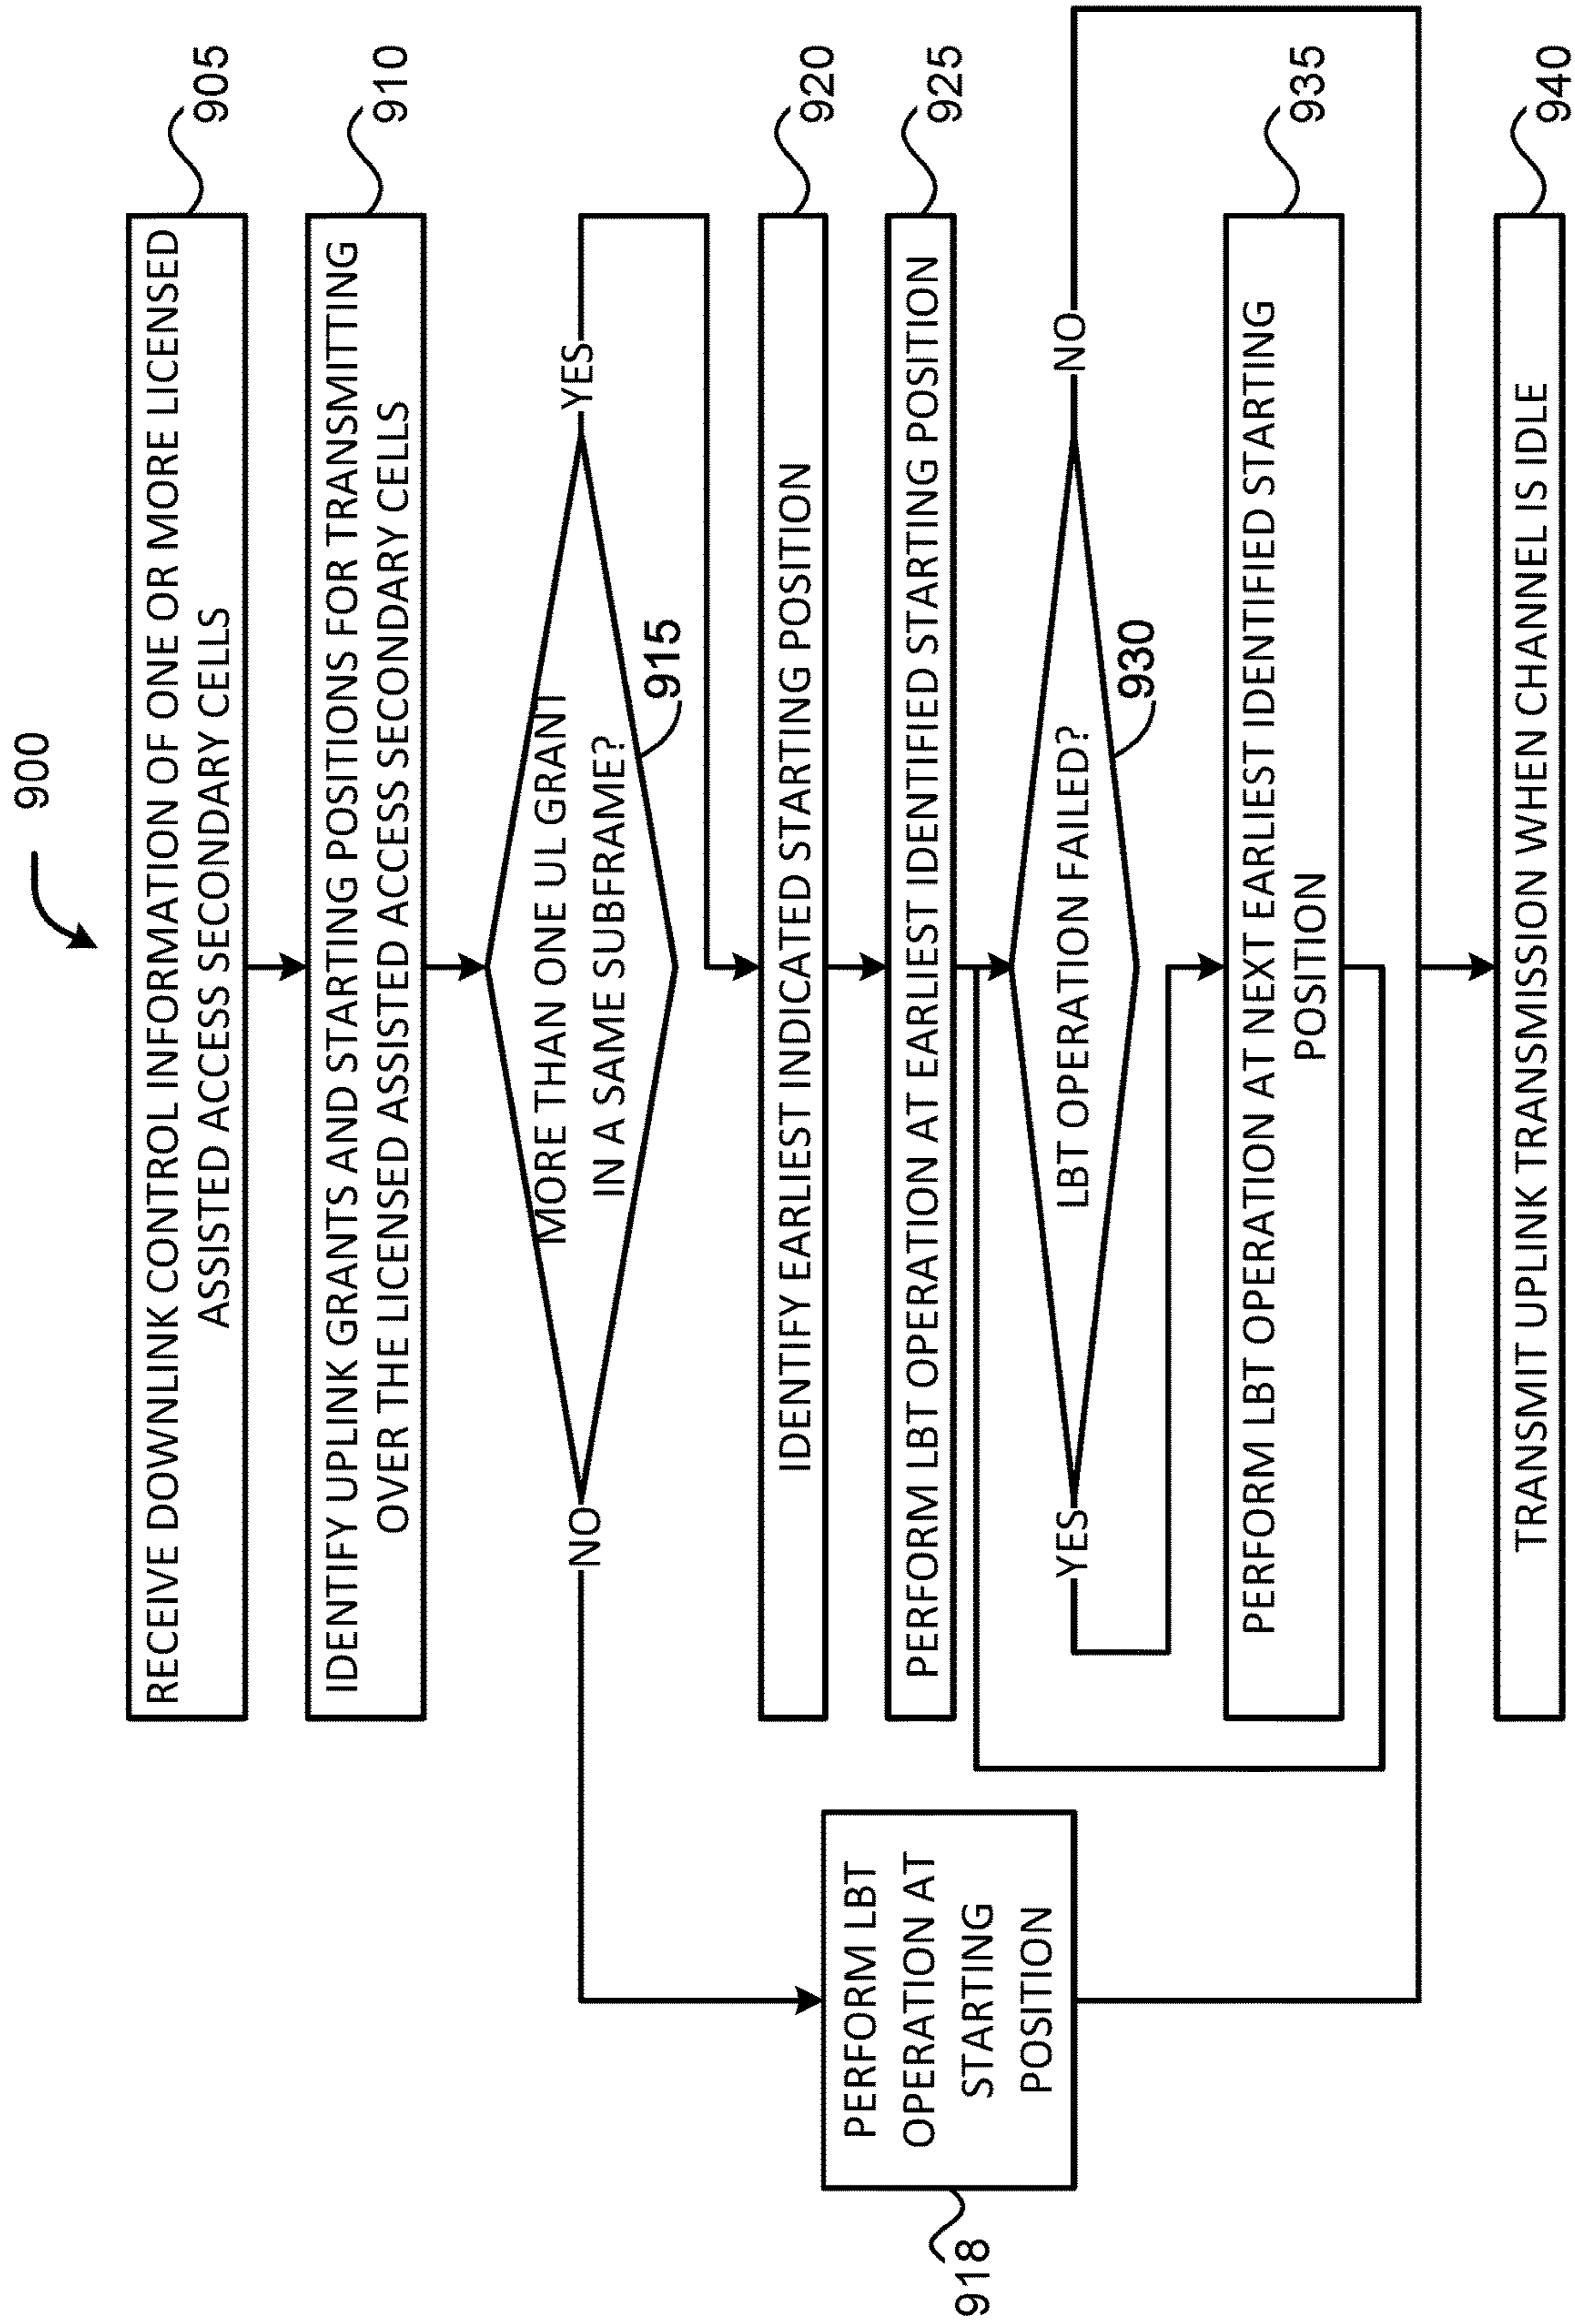 900
RECEIVE DOWNLINK CONTROL INFORMATION OF ONE OR MORE LICENSED
ASSISTED ACCESS SECONDARY CELLS
905
IDENTIFY UPLINK GRANTS AND STARTING POSITIONS FOR TRANSMITTING
OVER THE LICENSED ASSISTED ACCESS SECONDARY CELLS
910
MORE THAN ONE UL GRANT
IN A SAME SUBFRAME?
915
NO
YES
PERFORM LBT
OPERATION AT
STARTING
POSITION
918
IDENTIFY EARLIEST INDICATED STARTING POSITION
920
PERFORM LBT OPERATION AT EARLIEST IDENTIFIED STARTING POSITION
925
LBT OPERATION FAILED?
930
YES
NO
PERFORM LBT OPERATION AT NEXT EARLIEST IDENTIFIED STARTING
POSITION
935
TRANSMIT UPLINK TRANSMISSION WHEN CHANNEL IS IDLE
940